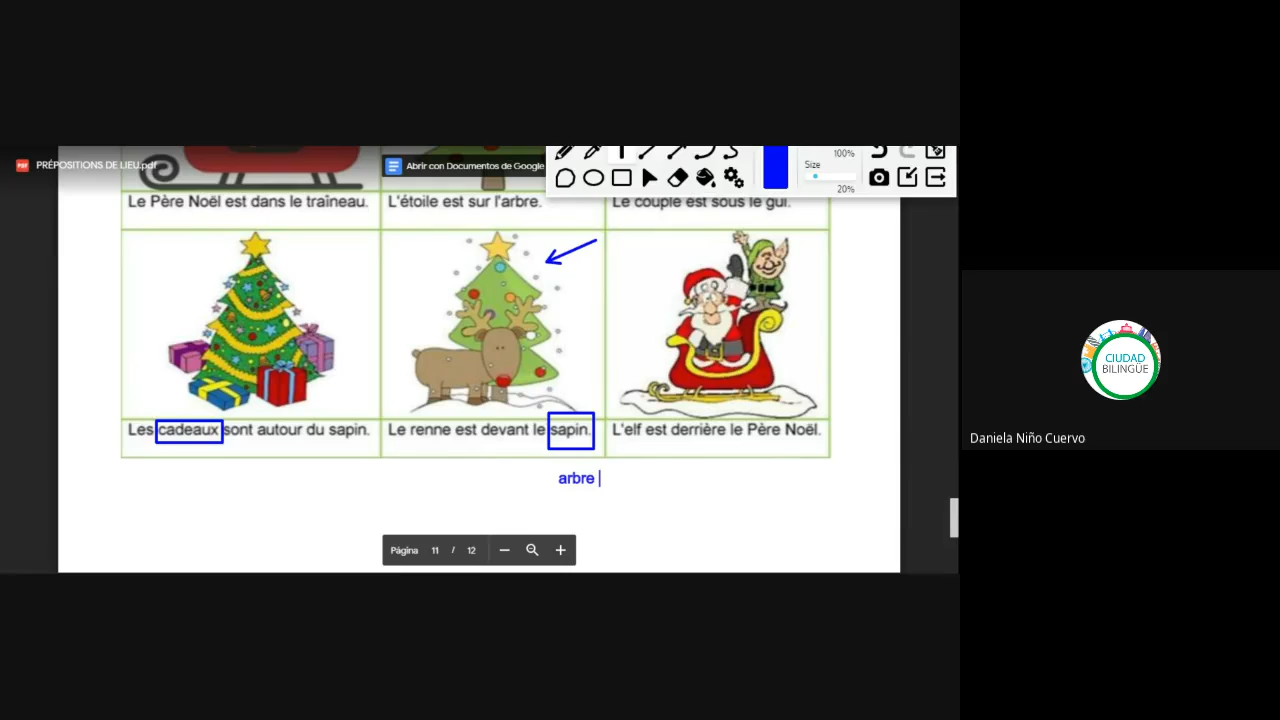 PRÉPOSITIONS DE LIEU.pdf
Abrir con Documentos de Google
100%
Size
20%
Le Père Noël est dans le traîneau.
L'étoile est sur l'arbre.
Le couple est sous le gui.
Les cadeaux sont autour du sapin.
Le renne est devant le sapin.
L'elf est derrière le Père Noël.
arbre
Página 11 / 12
CIUDAD
BILINGÜE
Daniela Niño Cuervo